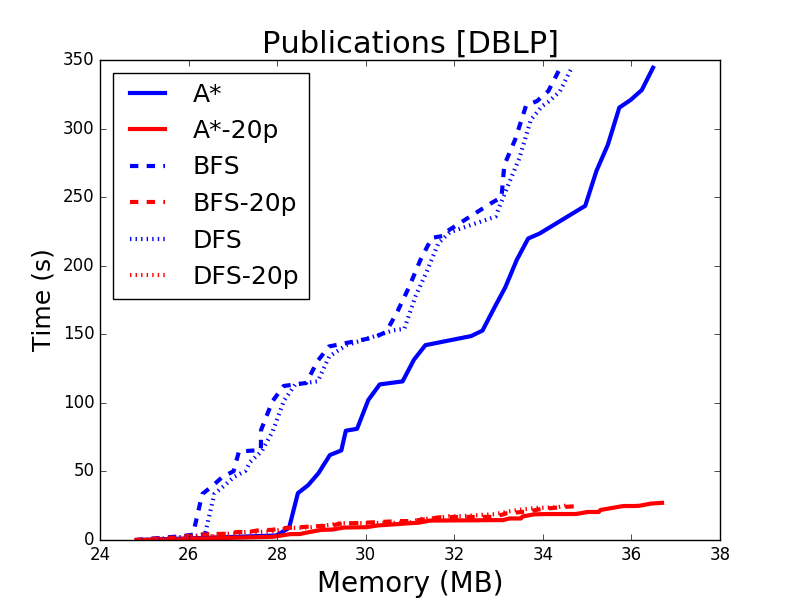 Publications [DBLP]
350
300
250
200
150
100
50
0
Time (s)
A*
A*-20p
BFS
BFS-20p
DFS
DFS-20p
24 26 28 30 32 34 36 38
Memory (MB)